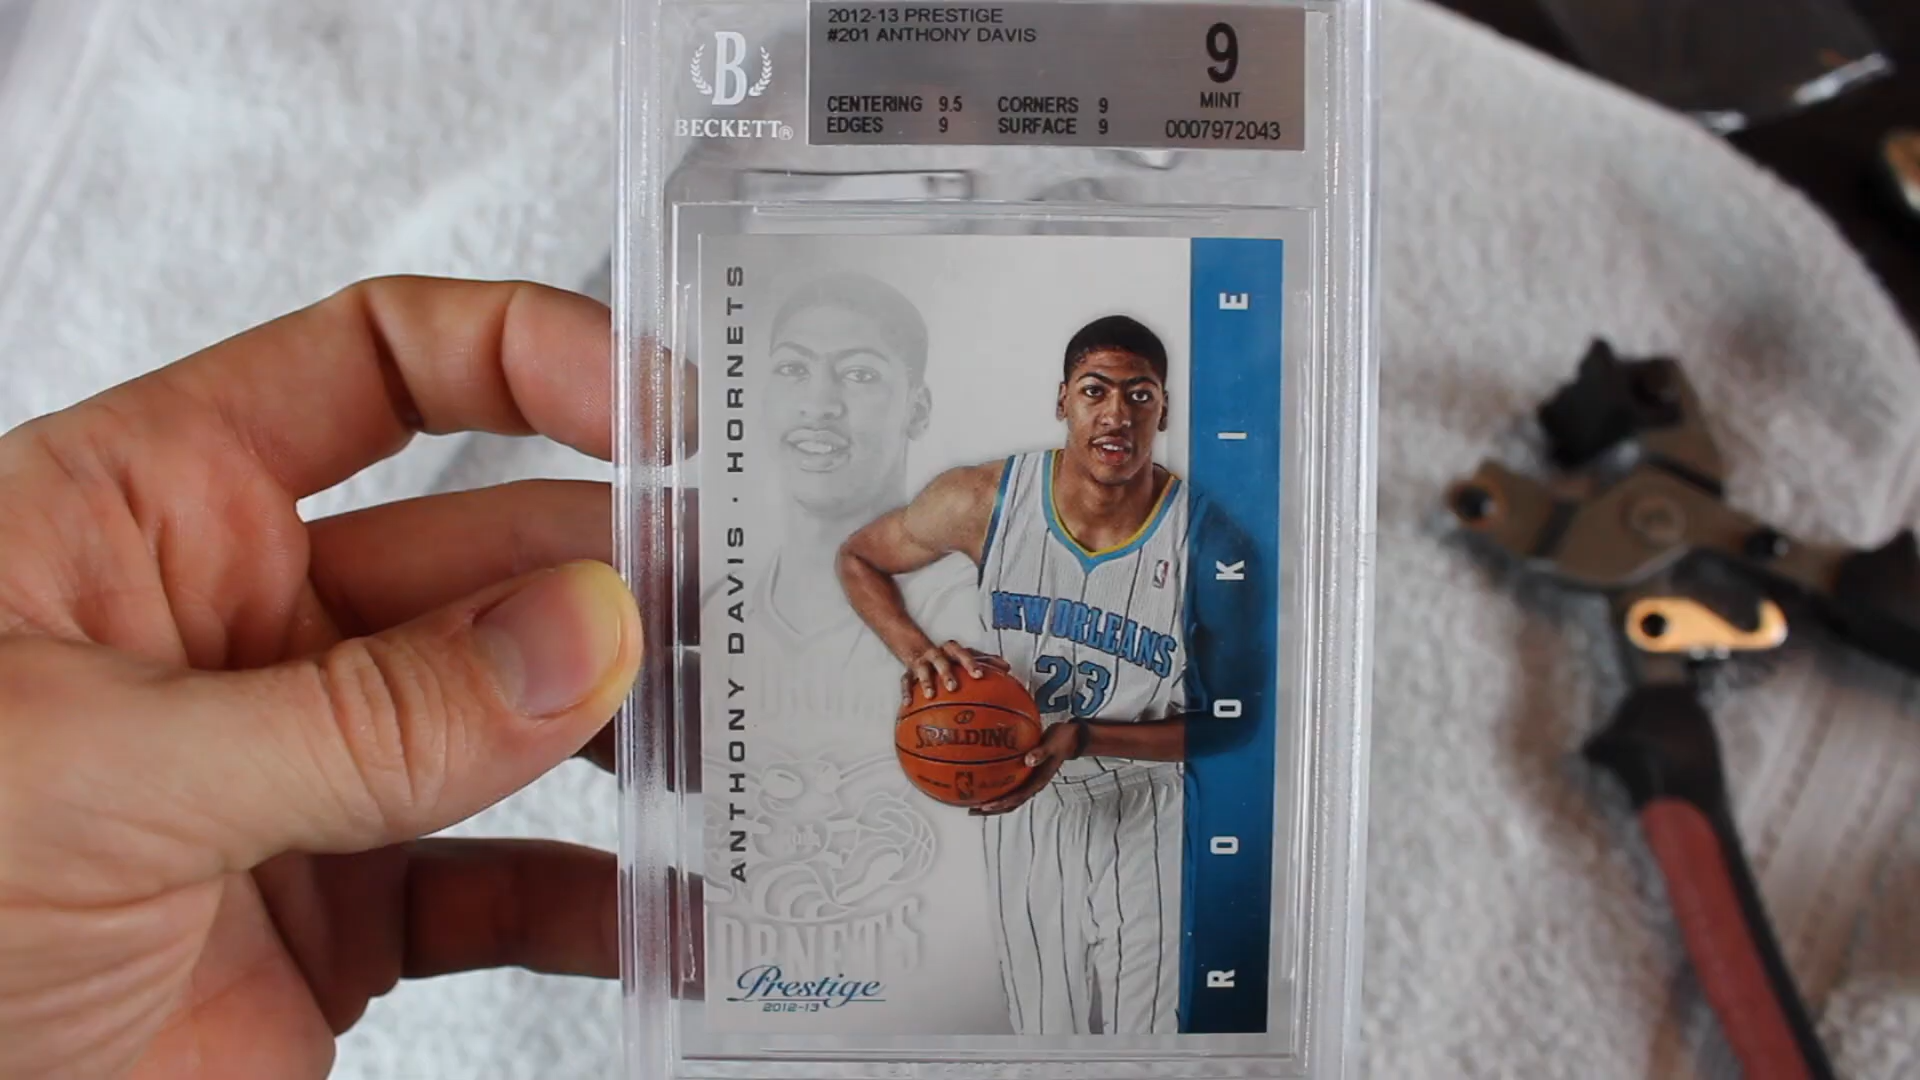 2012-13 PRESTIGE
#201 ANTHONY DAVIS
9
MINT
CENTERING 9.5 CORNERS 9
EDGES 9 SURFACE 9
0007972043
B
BECKETT®
ANTHONY DAVIS · HORNETS
ROOKIE
NEW ORLEANS
23
SPALDING
Prestige
2012-13